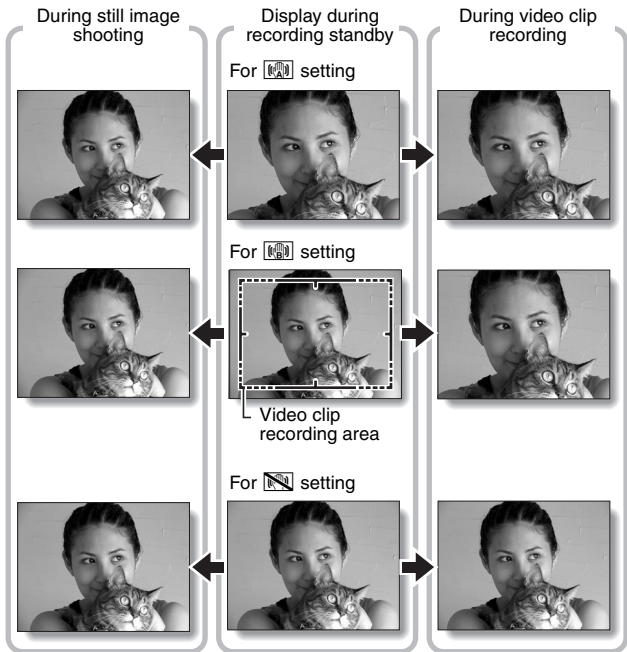 During still image
shooting
Display during
recording standby
During video clip
recording
For A setting
For B setting
Video clip
recording area
For setting